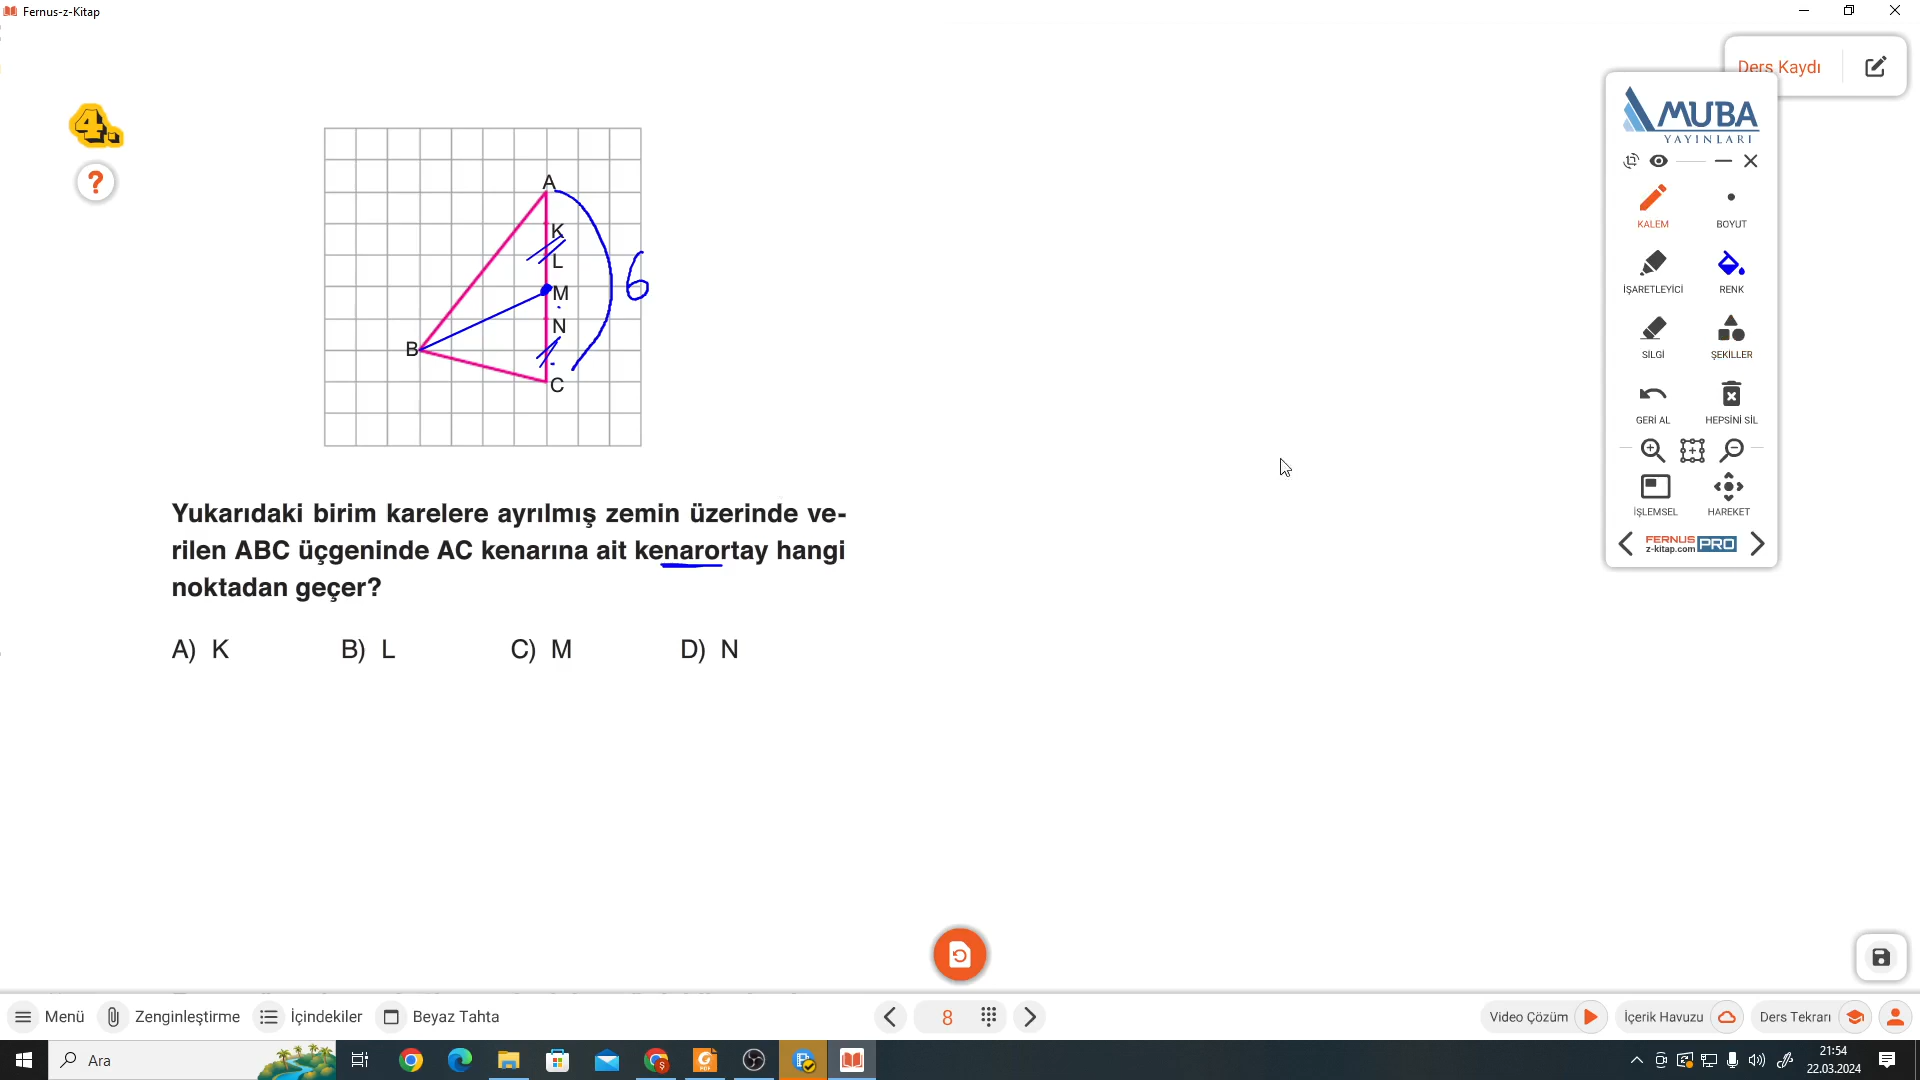 Fernus-z-Kitap
Ders Kaydı
MUBA
YAYINLARI
4.
?
A
K
L
M
N
B
C
6
KALEM
BOYUT
İŞARETLEYİCİ
RENK
SİLGİ
ŞEKİLLER
GERİ AL
HEPSİNİ SİL
İŞLEMSEL
HAREKET
FERNUS
z-kitap.com PRO
Yukarıdaki birim karelere ayrılmış zemin üzerinde ve-
rilen ABC üçgeninde AC kenarına ait kenarortay hangi
noktadan geçer?
A) K B) L C) M D) N
Menü Zenginleştirme İçindekiler Beyaz Tahta 8 Video Çözüm İçerik Havuzu Ders Tekrarı
Ara
21:54
22.03.2024